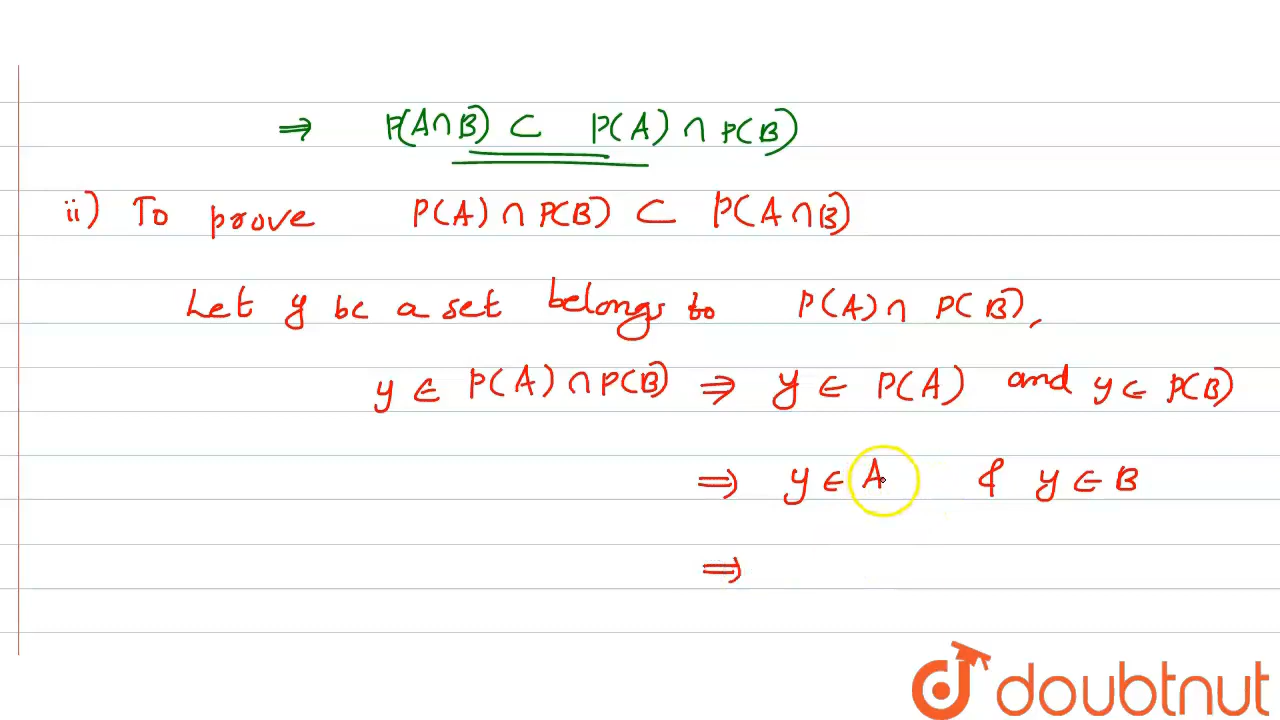 ⇒ P(A∩B) ⊂ P(A) ∩ P(B)
ii) To prove P(A) ∩ P(B) ⊂ P(A∩B)
Let y be a set belongs to P(A) ∩ P(B),
y ∈ P(A) ∩ P(B) ⇒ y ∈ P(A) and y ∈ P(B)
⇒ y ∈ A & y ∈ B
⇒
doubtnut